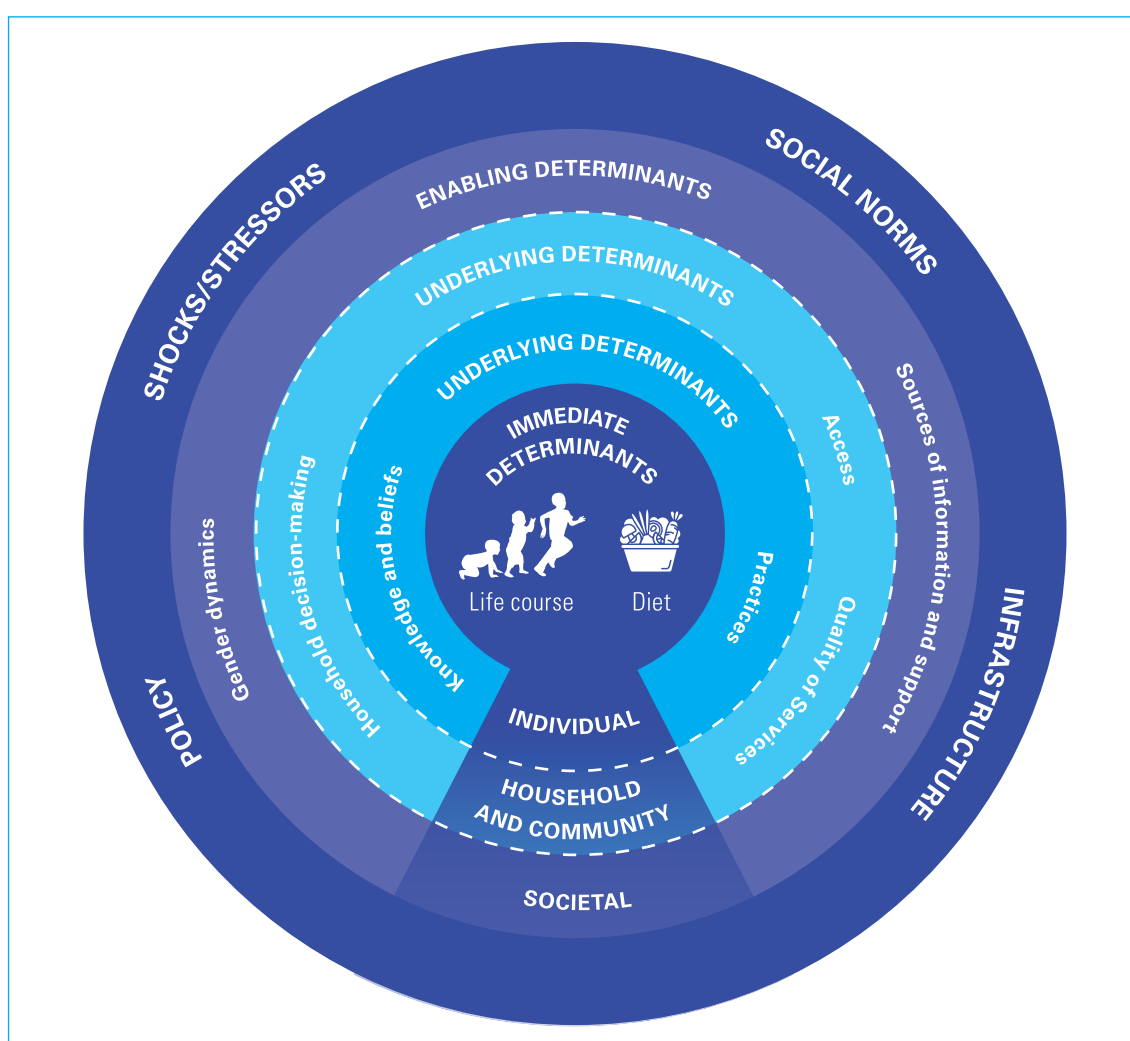 SHOCKS/STRESSORS
SOCIAL NORMS
POLICY
INFRASTRUCTURE
ENABLING DETERMINANTS
Gender dynamics
Sources of information and support
UNDERLYING DETERMINANTS
Household decision-making
Access
Quality of Services
UNDERLYING DETERMINANTS
Knowledge and beliefs
Practices
IMMEDIATE
DETERMINANTS
Life course
Diet
INDIVIDUAL
HOUSEHOLD
AND COMMUNITY
SOCIETAL